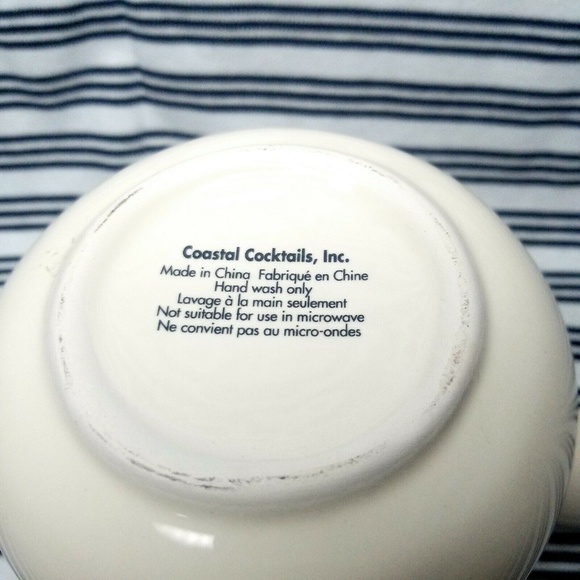 Coastal Cocktails, Inc.
Made in China Fabriqué en Chine
Hand wash only
Lavage à la main seulement
Not suitable for use in microwave
Ne convient pas au micro-ondes